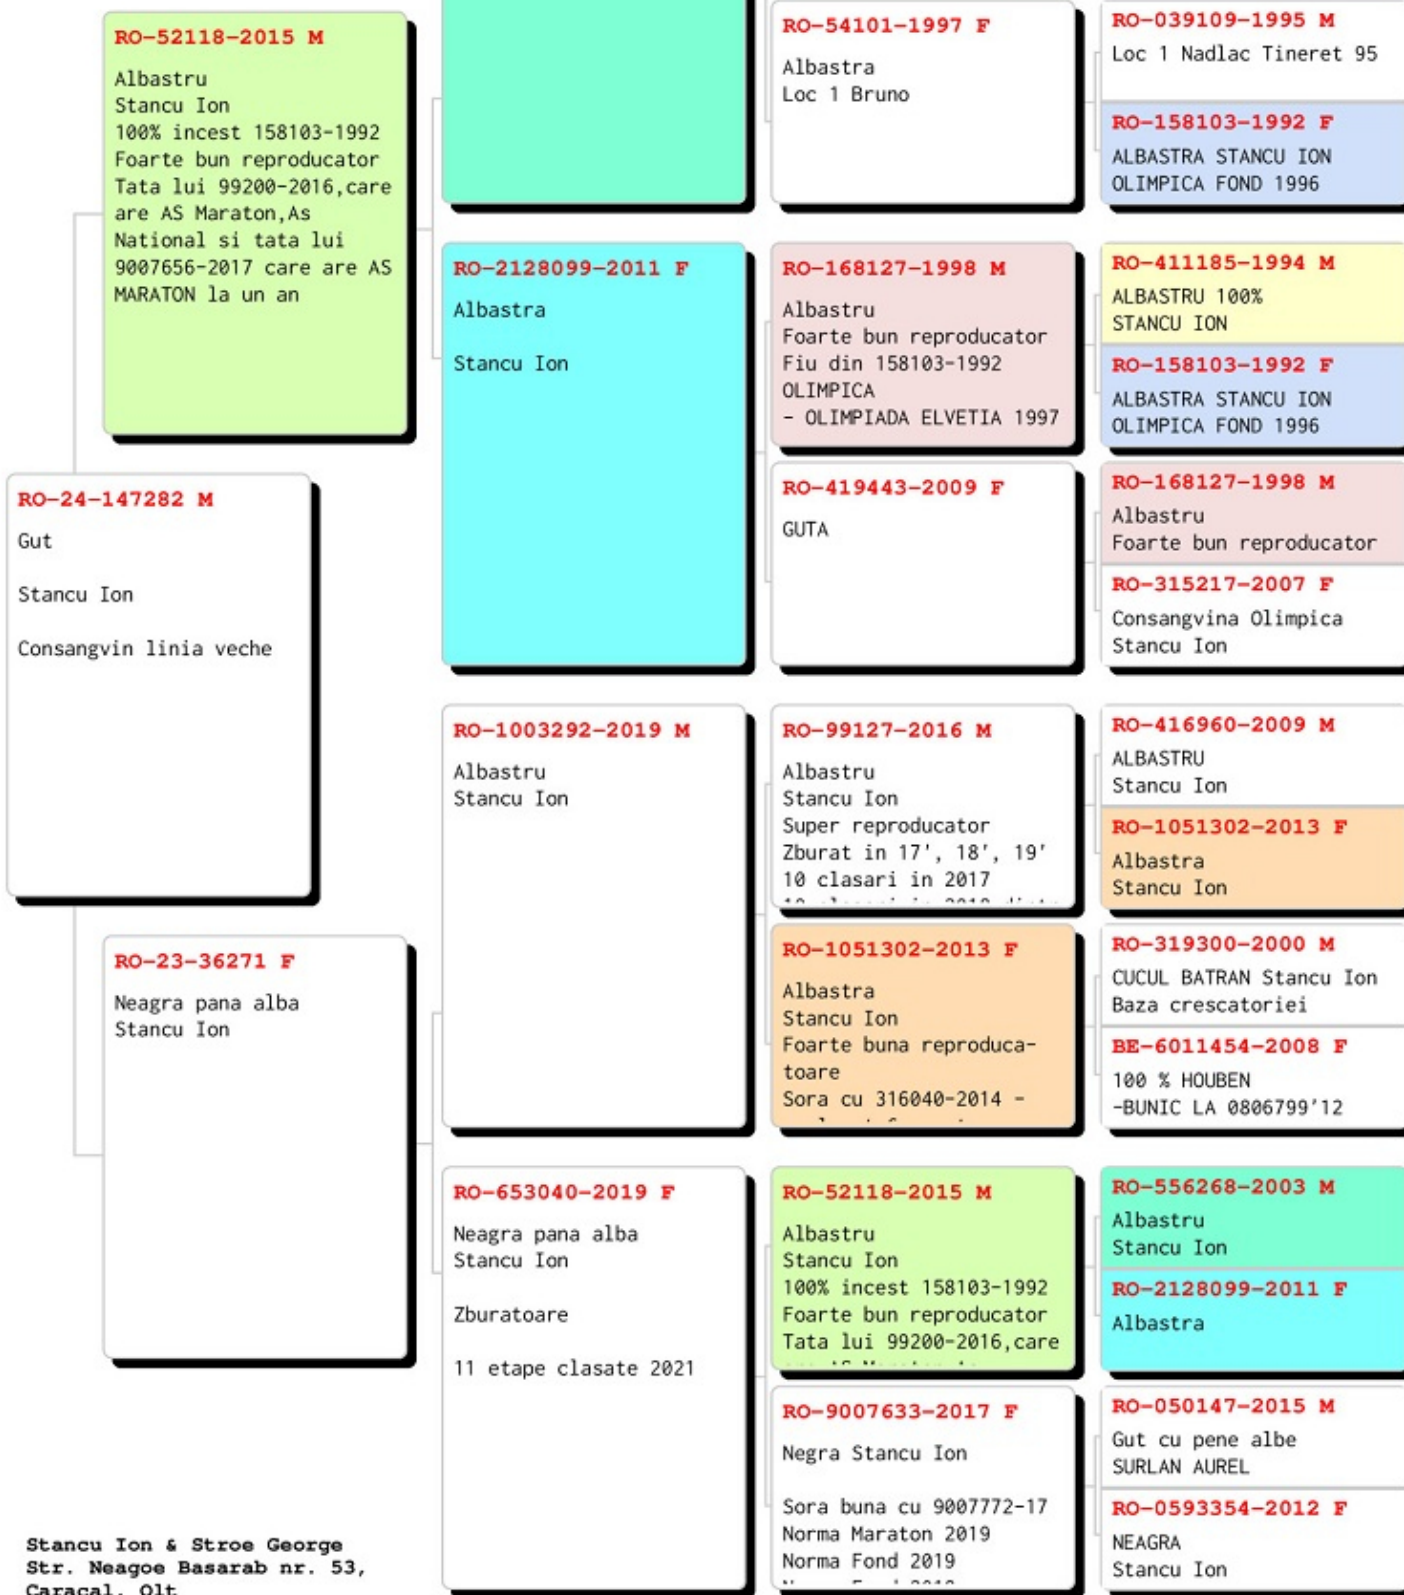 RO-52118-2015 M
Albastru
Stancu Ion
100% incest 158103-1992
Foarte bun reproducator
Tata lui 99200-2016,care
are AS Maraton,As
National si tata lui
9007656-2017 care are AS
MARATON la un an
RO-24-147282 M
Gut
Stancu Ion
Consangvin linia veche
RO-23-36271 F
Neagra pana alba
Stancu Ion
RO-2128099-2011 F
Albastra
Stancu Ion
RO-1003292-2019 M
Albastru
Stancu Ion
RO-653040-2019 F
Neagra pana alba
Stancu Ion
Zburatoare
11 etape clasate 2021
RO-54101-1997 F
Albastra
Loc 1 Bruno
RO-168127-1998 M
Albastru
Foarte bun reproducator
Fiu din 158103-1992
OLIMPICA
- OLIMPIADA ELVETIA 1997
RO-419443-2009 F
GUTA
RO-99127-2016 M
Albastru
Stancu Ion
Super reproducator
Zburat in 17', 18', 19'
10 clasari in 2017
RO-1051302-2013 F
Albastra
Stancu Ion
Foarte buna reproduca-
toare
Sora cu 316040-2014 -
RO-52118-2015 M
Albastru
Stancu Ion
100% incest 158103-1992
Foarte bun reproducator
Tata lui 99200-2016,care
RO-9007633-2017 F
Negra Stancu Ion
Sora buna cu 9007772-17
Norma Maraton 2019
Norma Fond 2019
RO-039109-1995 M
Loc 1 Nadlac Tineret 95
RO-158103-1992 F
ALBASTRA STANCU ION
OLIMPICA FOND 1996
RO-411185-1994 M
ALBASTRU 100%
STANCU ION
RO-158103-1992 F
ALBASTRA STANCU ION
OLIMPICA FOND 1996
RO-168127-1998 M
Albastru
Foarte bun reproducator
RO-315217-2007 F
Consangvina Olimpica
Stancu Ion
RO-416960-2009 M
ALBASTRU
Stancu Ion
RO-1051302-2013 F
Albastra
Stancu Ion
RO-319300-2000 M
CUCUL BATRAN Stancu Ion
Baza crescatoriei
BE-6011454-2008 F
100 % HOUBEN
-BUNIC LA 0806799'12
RO-556268-2003 M
Albastru
Stancu Ion
RO-2128099-2011 F
Albastra
RO-050147-2015 M
Gut cu pene albe
SURLAN AUREL
RO-0593354-2012 F
NEAGRA
Stancu Ion
Stancu Ion & Stroe George
Str. Neagoe Basarab nr. 53,
Caracal, Olt